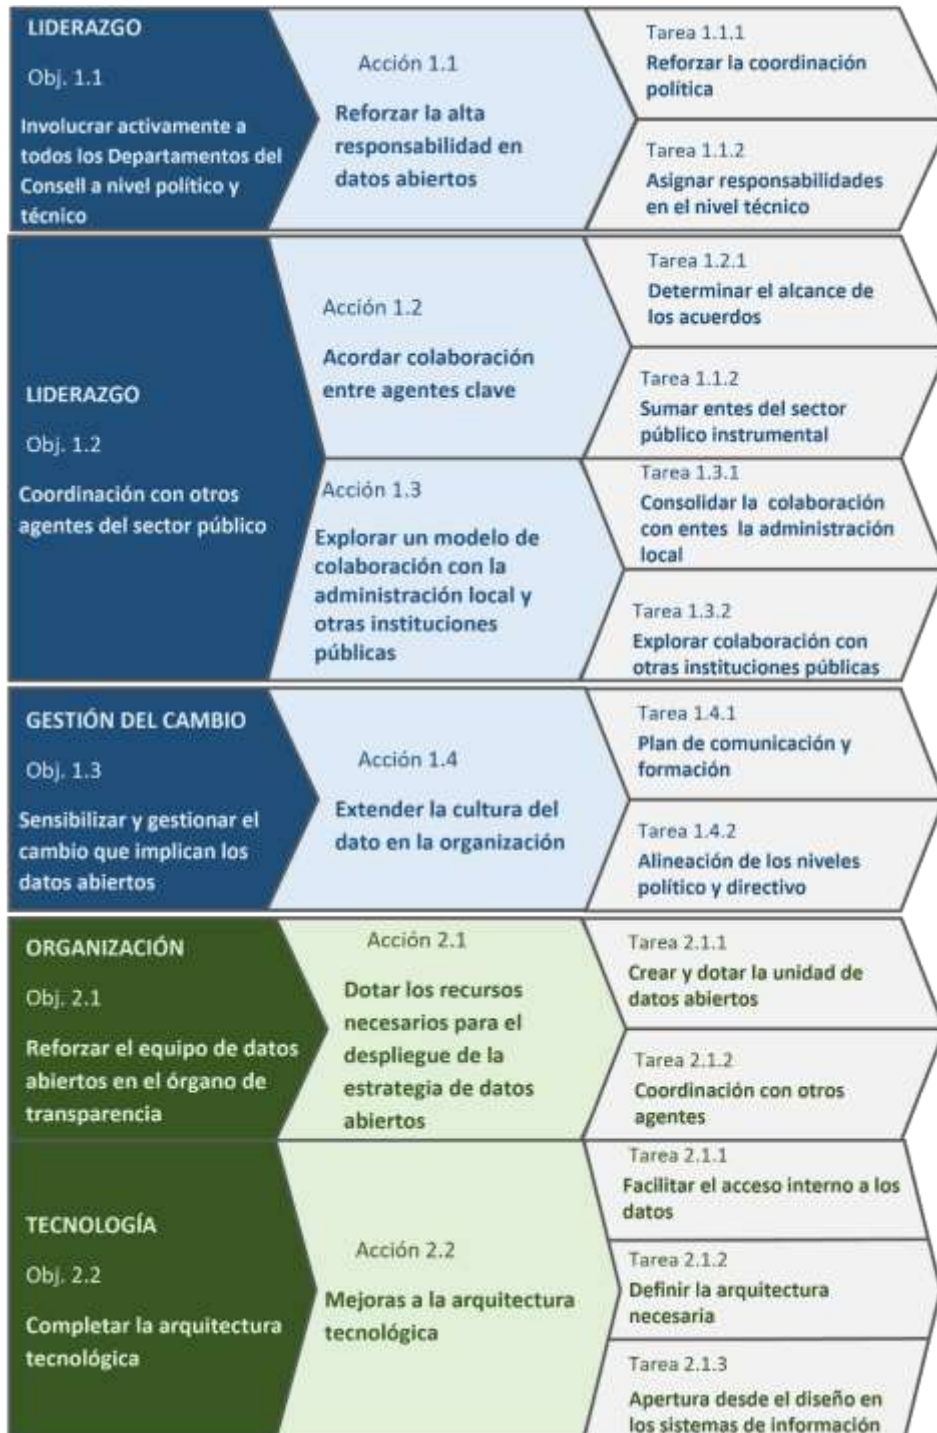 LIDERAZGO
Obj. 1.1
Involucrar activamente a
todos los Departamentos del
Consell a nivel político y
técnico
Acción 1.1
Reforzar la alta
responsabilidad en
datos abiertos
Tarea 1.1.1
Reforzar la coordinación
política
Tarea 1.1.2
Asignar responsabilidades
en el nivel técnico
LIDERAZGO
Obj. 1.2
Coordinación con otros
agentes del sector público
Acción 1.2
Acordar colaboración
entre agentes clave
Tarea 1.2.1
Determinar el alcance de
los acuerdos
Tarea 1.1.2
Sumar entes del sector
público instrumental
Acción 1.3
Explorar un modelo de
colaboración con la
administración local y
otras instituciones
públicas
Tarea 1.3.1
Consolidar la colaboración
con entes la administración
local
Tarea 1.3.2
Explorar colaboración con
otras instituciones públicas
GESTIÓN DEL CAMBIO
Obj. 1.3
Sensibilizar y gestionar el
cambio que implican los
datos abiertos
Acción 1.4
Extender la cultura del
dato en la organización
Tarea 1.4.1
Plan de comunicación y
formación
Tarea 1.4.2
Alineación de los niveles
político y directivo
ORGANIZACIÓN
Obj. 2.1
Reforzar el equipo de datos
abiertos en el órgano de
transparencia
Acción 2.1
Dotar los recursos
necesarios para el
despliegue de la
estrategia de datos
abiertos
Tarea 2.1.1
Crear y dotar la unidad de
datos abiertos
Tarea 2.1.2
Coordinación con otros
agentes
TECNOLOGÍA
Obj. 2.2
Completar la arquitectura
tecnológica
Acción 2.2
Mejoras a la arquitectura
tecnológica
Tarea 2.1.1
Facilitar el acceso interno a los
datos
Tarea 2.1.2
Definir la arquitectura
necesaria
Tarea 2.1.3
Apertura desde el diseño en
los sistemas de información